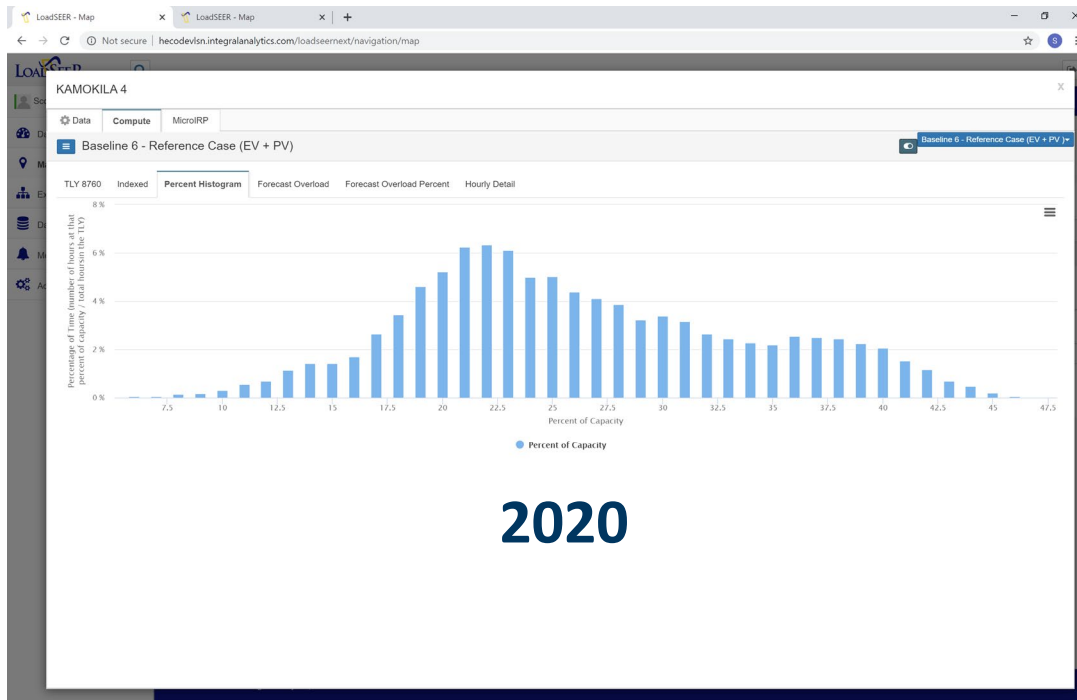 LoadSEER - Map
LoadSEER - Map
Not secure | hecodevlsn.integralanalytics.com/loadseernext/navigation/map
S
KAMOKILA 4
X
Data
Compute
MicroIRP
Baseline 6 - Reference Case (EV + PV)
Baseline 6 - Reference Case (EV + PV )
TLY 8760
Indexed
Percent Histogram
Forecast Overload
Forecast Overload Percent
Hourly Detail
Percentage of Time (number of hours at that
percent of capacity / total hoursin the TLY)
8 %
6 %
4 %
2 %
0 %
7.5 10 12.5 15 17.5 20 22.5 25 27.5 30 32.5 35 37.5 40 42.5 45 47.5
Percent of Capacity
Percent of Capacity
2020